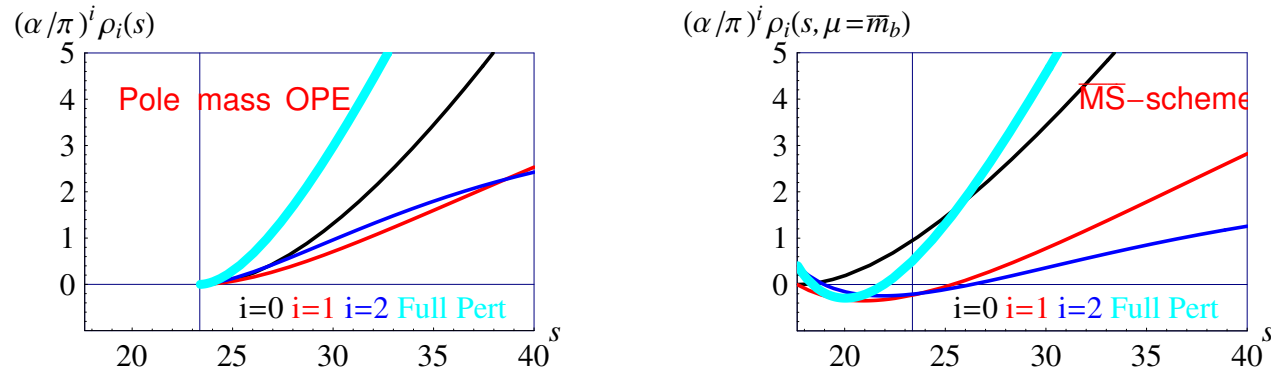 (α/π)^i ρ_i(s)
5
4
3
2
1
0
Pole mass OPE
i=0 i=1 i=2 Full Pert
20 25 30 35 40
s
(α/π)^i ρ_i(s, μ=m̅_b)
5
4
3
2
1
0
M̅S̅-scheme
i=0 i=1 i=2 Full Pert
20 25 30 35 40
s